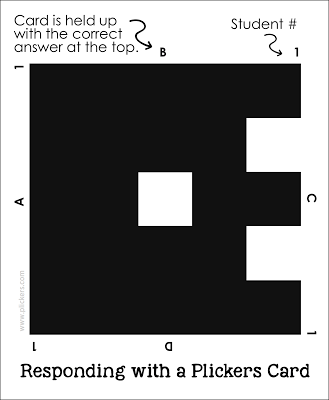 Card is held up
with the correct
answer at the top.
Student #
B
1
1
A
C
www.plickers.com
1
D
1
Responding with a Plickers Card